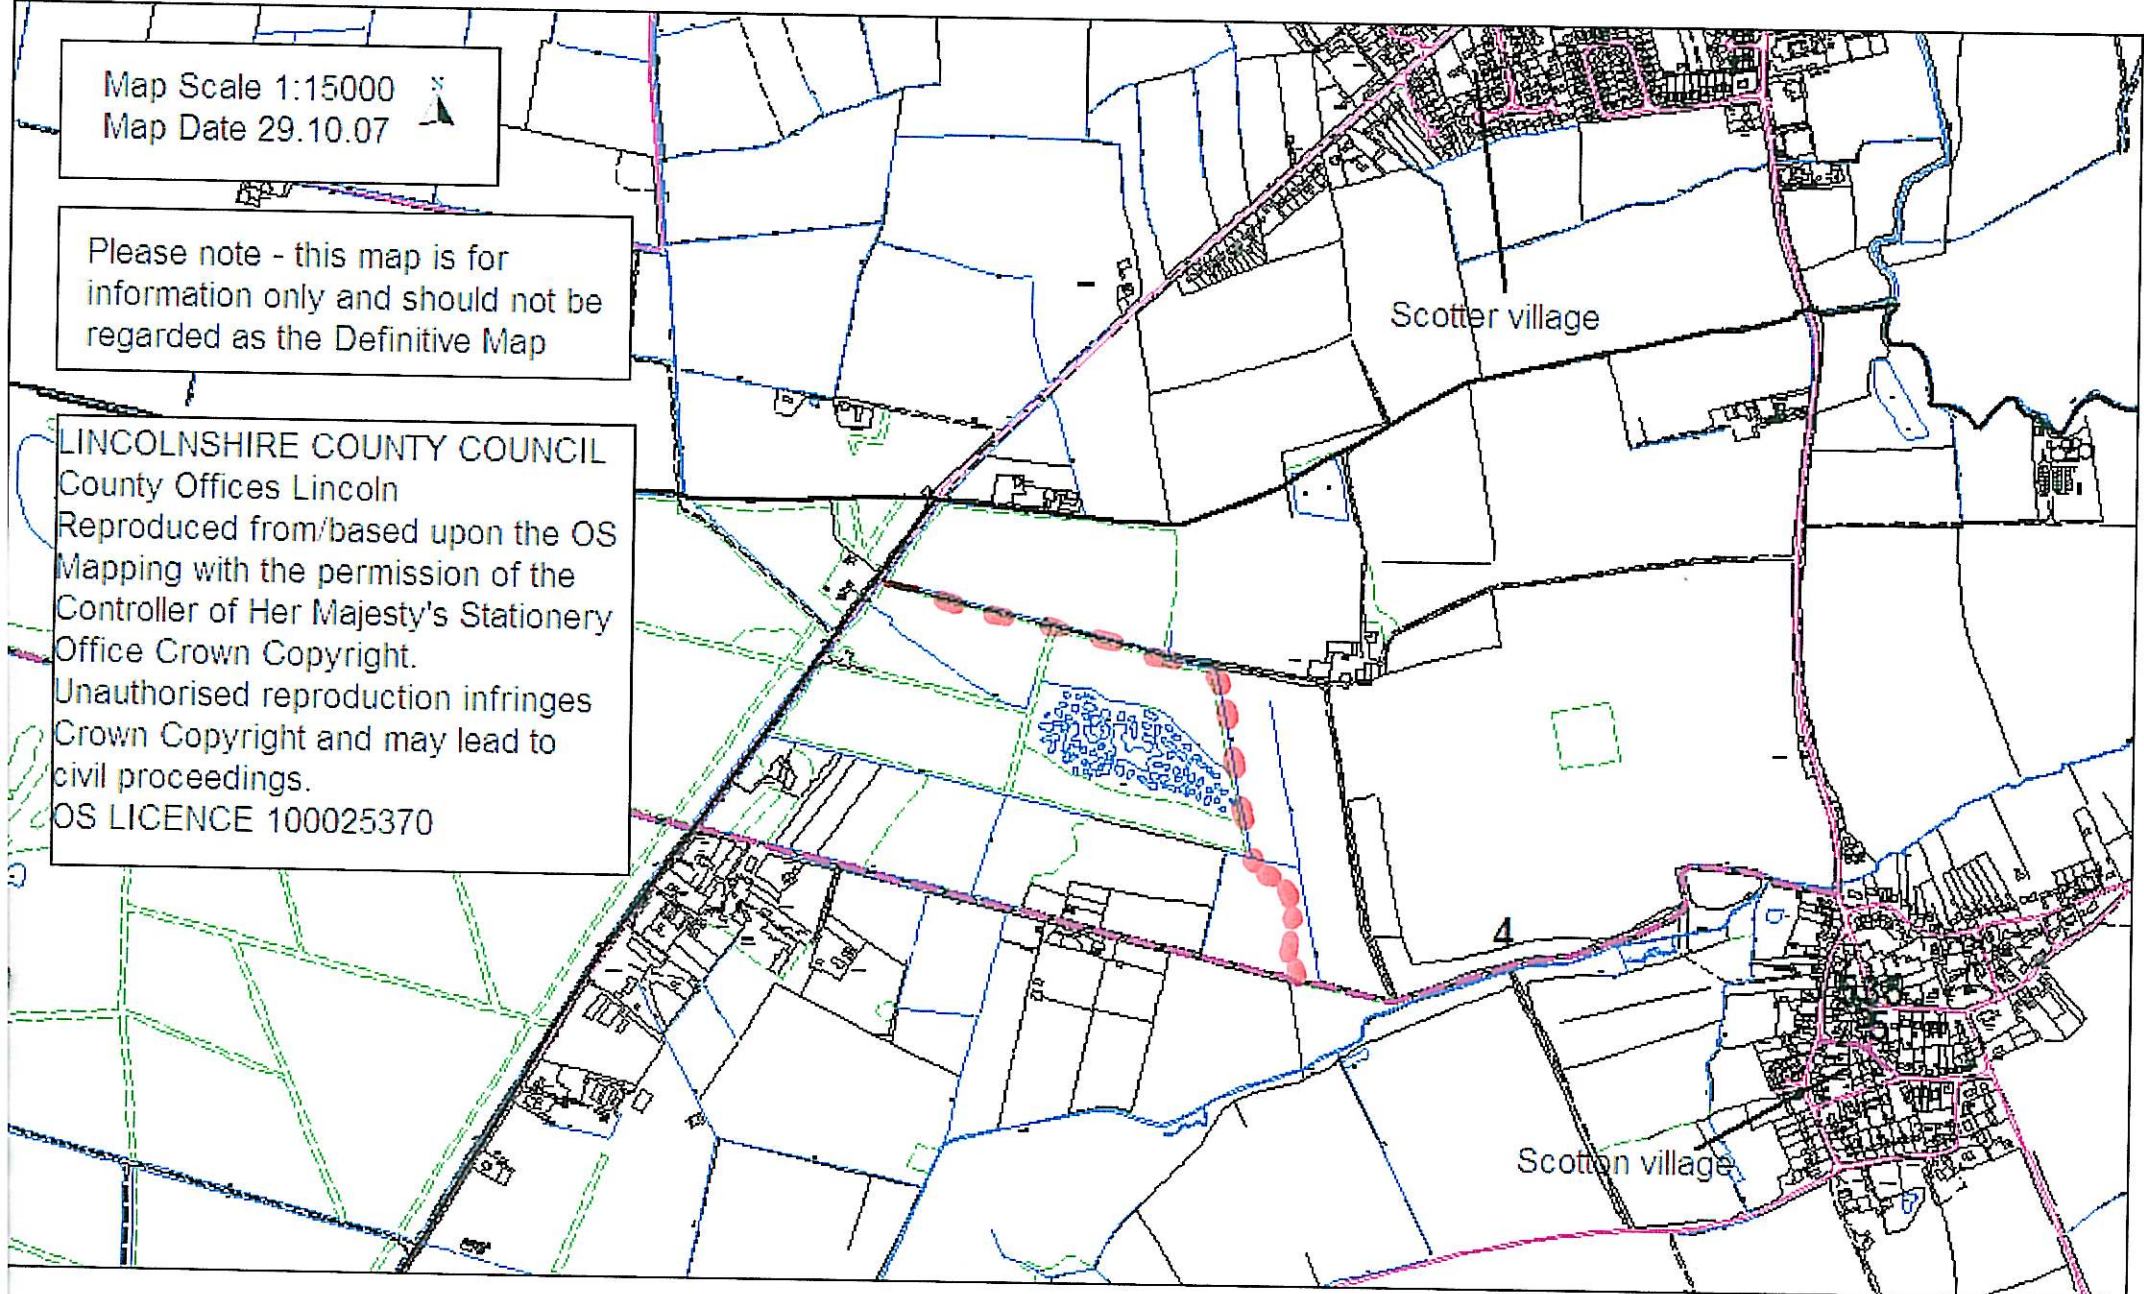 Map Scale 1:15000
Map Date 29.10.07
N
Please note - this map is for
information only and should not be
regarded as the Definitive Map
LINCOLNSHIRE COUNTY COUNCIL
County Offices Lincoln
Reproduced from/based upon the OS
Mapping with the permission of the
Controller of Her Majesty's Stationery
Office Crown Copyright.
Unauthorised reproduction infringes
Crown Copyright and may lead to
civil proceedings.
OS LICENCE 100025370
Scotter village
4
Scotton village